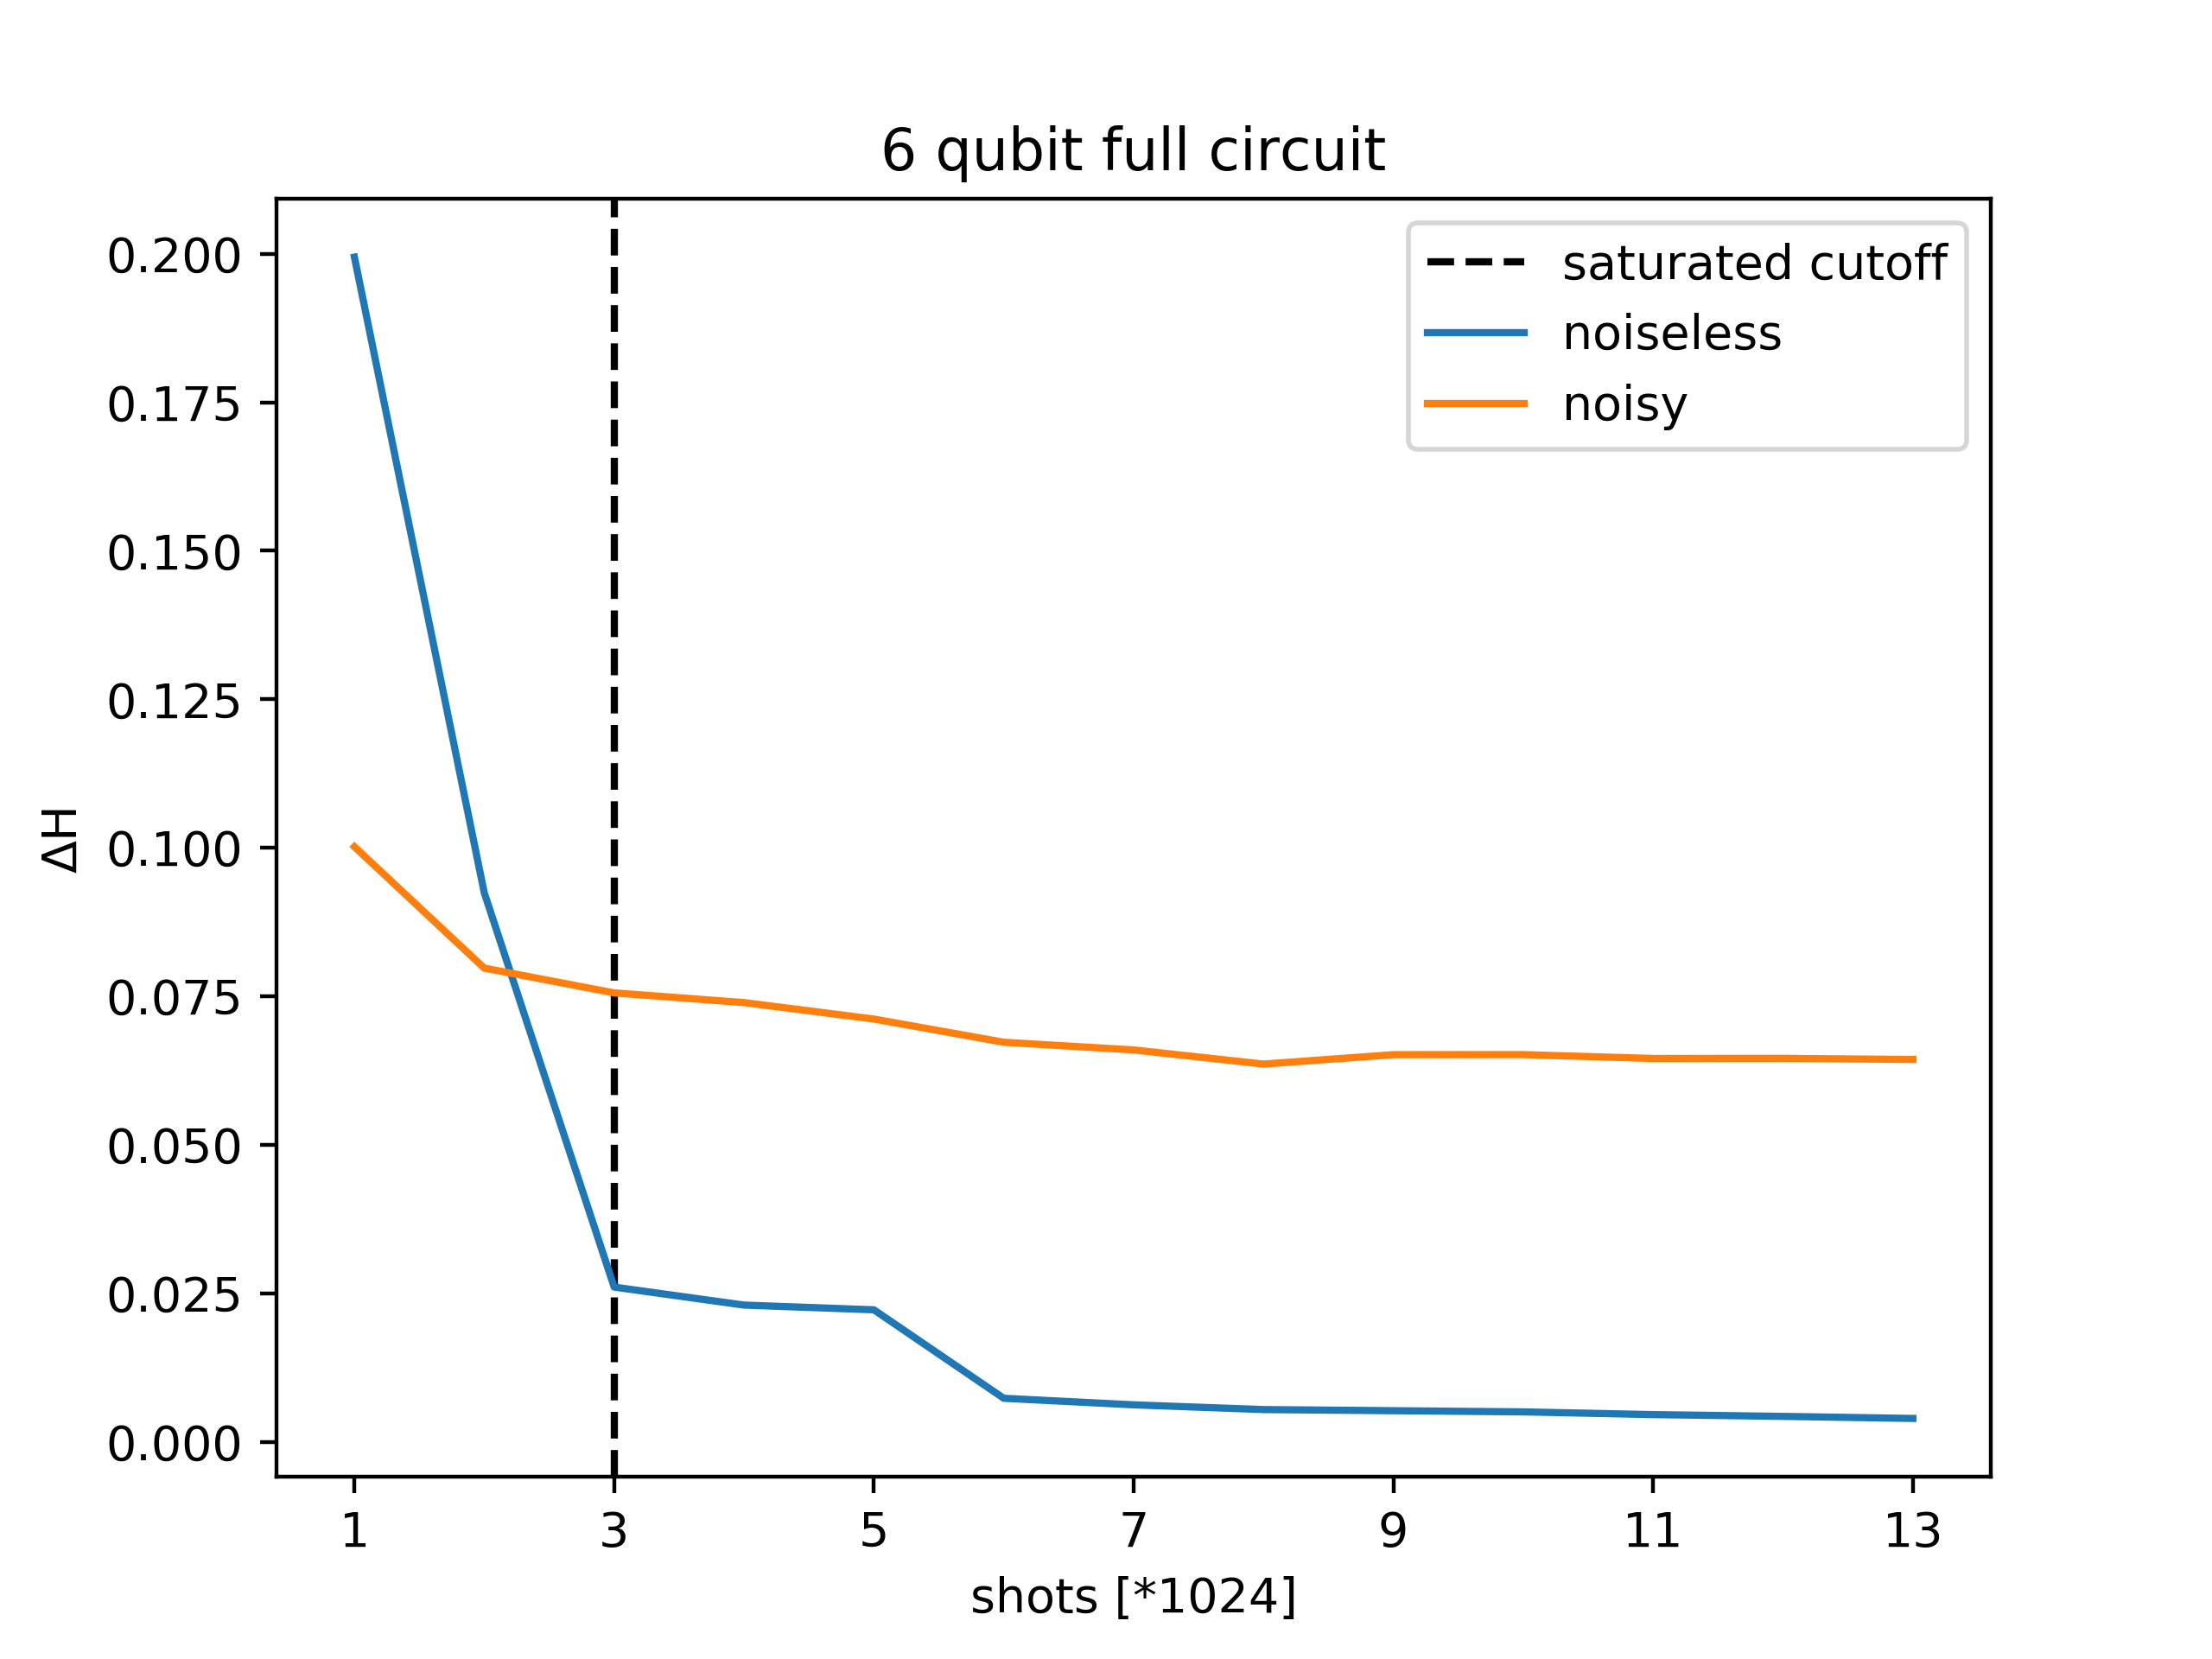 6 qubit full circuit
saturated cutoff
noiseless
noisy
0.200
0.175
0.150
0.125
0.100
0.075
0.050
0.025
0.000
ΔH
1 3 5 7 9 11 13
shots [*1024]